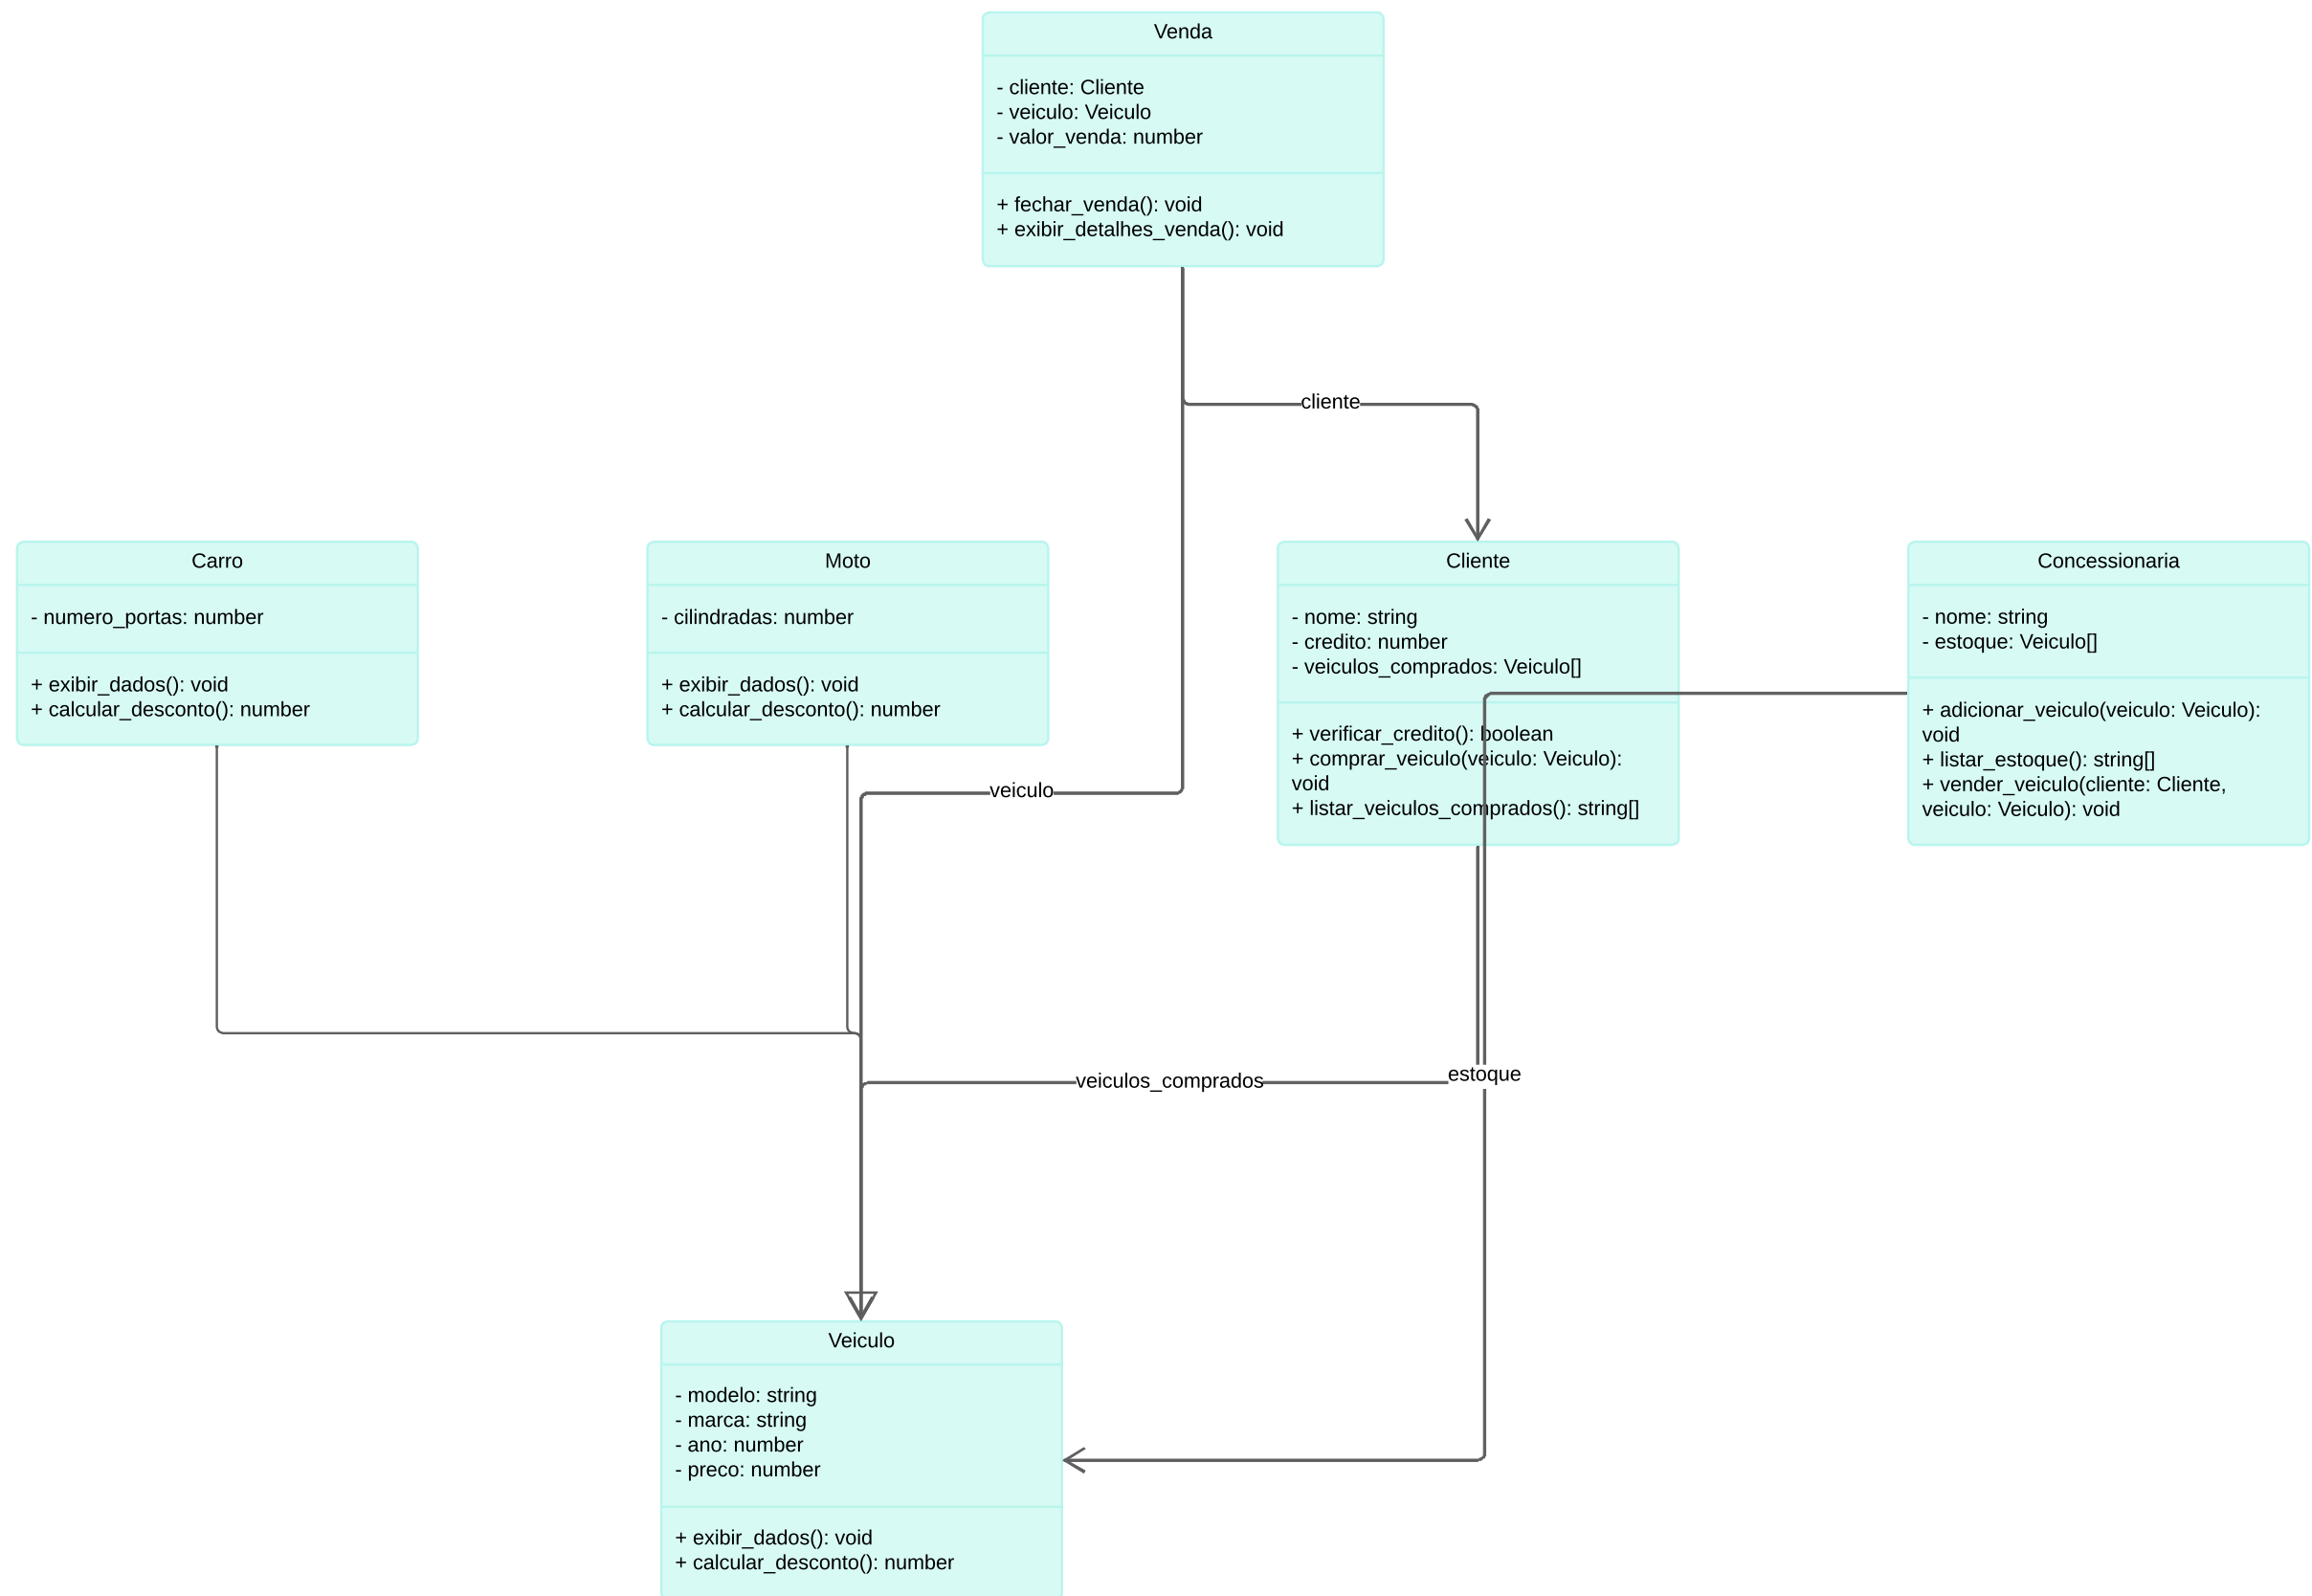 Venda
- cliente: Cliente
- veiculo: Veiculo
- valor_venda: number
+ fechar_venda(): void
+ exibir_detalhes_venda(): void
cliente
Carro
- numero_portas: number
+ exibir_dados(): void
+ calcular_desconto(): number
Moto
- cilindradas: number
+ exibir_dados(): void
+ calcular_desconto(): number
Cliente
- nome: string
- credito: number
- veiculos_comprados: Veiculo[]
+ verificar_credito(): boolean
+ comprar_veiculo(veiculo: Veiculo):
void
+ listar_veiculos_comprados(): string[]
Concessionaria
- nome: string
- estoque: Veiculo[]
+ adicionar_veiculo(veiculo: Veiculo):
void
+ listar_estoque(): string[]
+ vender_veiculo(cliente: Cliente,
veiculo: Veiculo): void
veiculo
veiculos_comprados
estoque
Veiculo
- modelo: string
- marca: string
- ano: number
- preco: number
+ exibir_dados(): void
+ calcular_desconto(): number